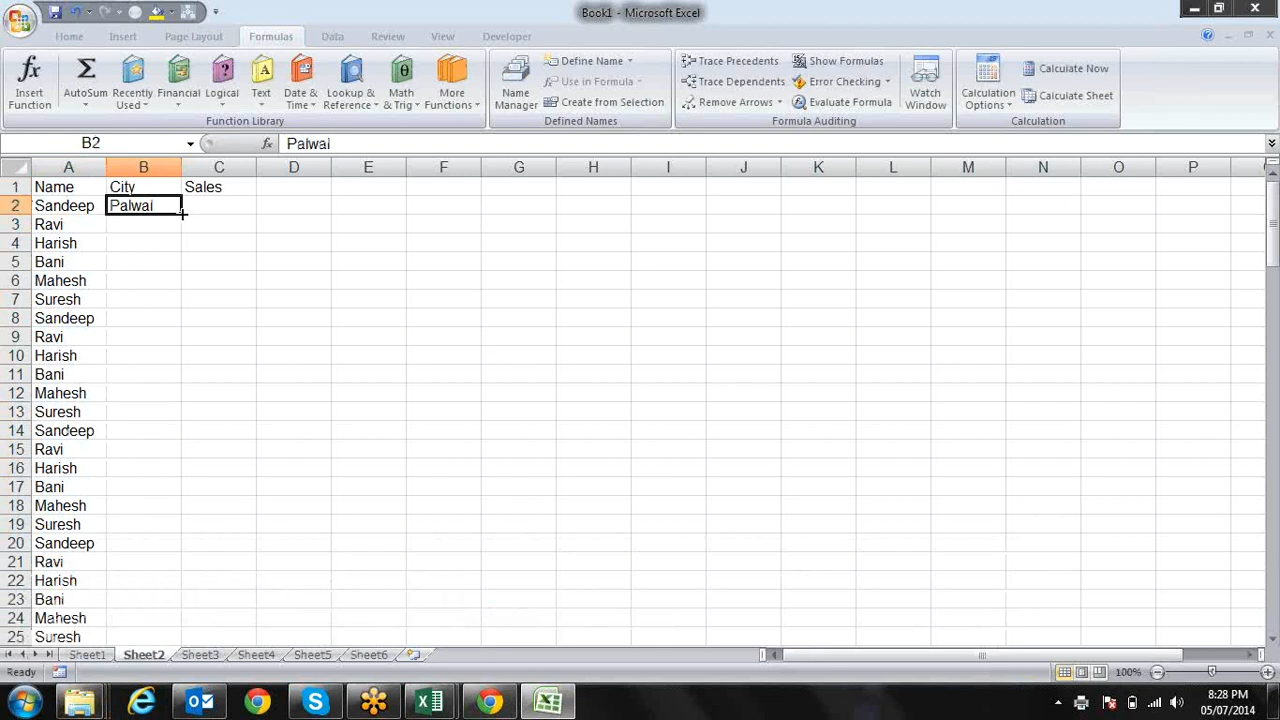 Book1 - Microsoft Excel
Home Insert Page Layout Formulas Data Review View Developer
Insert Function
AutoSum
Recently Used
Financial
Logical
Text
Date & Time
Lookup & Reference
Math & Trig
More Functions
Function Library
Name Manager
Define Name
Use in Formula
Create from Selection
Defined Names
Trace Precedents
Trace Dependents
Remove Arrows
Show Formulas
Error Checking
Evaluate Formula
Formula Auditing
Watch Window
Calculation Options
Calculate Now
Calculate Sheet
Calculation
B2 fx Palwal
A B C D E F G H I J K L M N O P
1 Name City Sales
2 Sandeep Palwal
3 Ravi
4 Harish
5 Bani
6 Mahesh
7 Suresh
8 Sandeep
9 Ravi
10 Harish
11 Bani
12 Mahesh
13 Suresh
14 Sandeep
15 Ravi
16 Harish
17 Bani
18 Mahesh
19 Suresh
20 Sandeep
21 Ravi
22 Harish
23 Bani
24 Mahesh
25 Suresh
Sheet1 Sheet2 Sheet3 Sheet4 Sheet5 Sheet6
Ready 100%
8:28 PM
05/07/2014